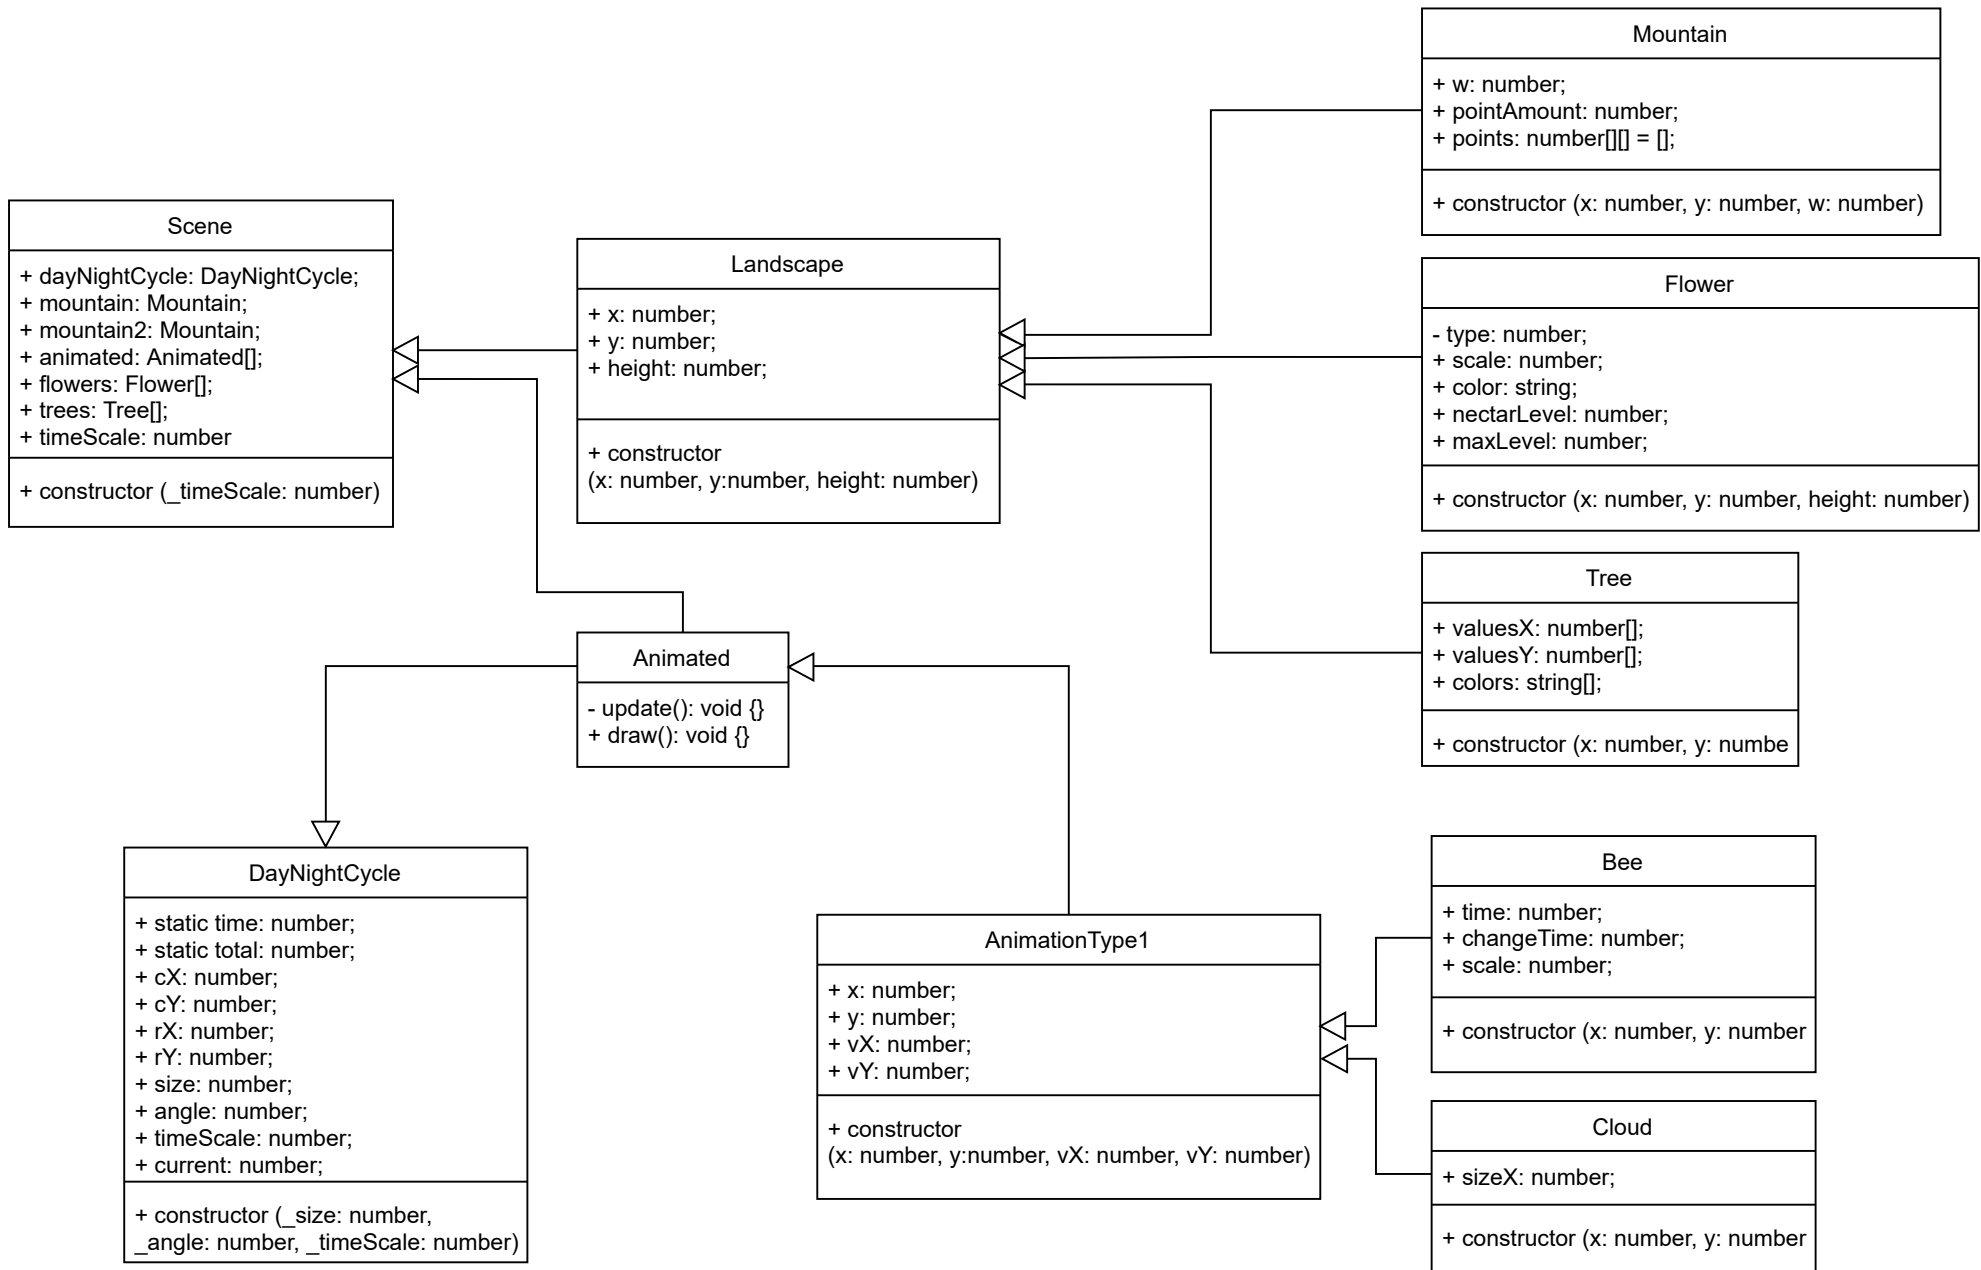 Mountain
+ w: number;
+ pointAmount: number;
+ points: number[][] = [];
+ constructor (x: number, y: number, w: number)
Scene
+ dayNightCycle: DayNightCycle;
+ mountain: Mountain;
+ mountain2: Mountain;
+ animated: Animated[];
+ flowers: Flower[];
+ trees: Tree[];
+ timeScale: number
+ constructor (_timeScale: number)
Landscape
+ x: number;
+ y: number;
+ height: number;
+ constructor
(x: number, y:number, height: number)
Flower
- type: number;
+ scale: number;
+ color: string;
+ nectarLevel: number;
+ maxLevel: number;
+ constructor (x: number, y: number, height: number)
Tree
+ valuesX: number[];
+ valuesY: number[];
+ colors: string[];
+ constructor (x: number, y: numbe
Animated
- update(): void {}
+ draw(): void {}
DayNightCycle
+ static time: number;
+ static total: number;
+ cX: number;
+ cY: number;
+ rX: number;
+ rY: number;
+ size: number;
+ angle: number;
+ timeScale: number;
+ current: number;
+ constructor (_size: number,
_angle: number, _timeScale: number)
AnimationType1
+ x: number;
+ y: number;
+ vX: number;
+ vY: number;
+ constructor
(x: number, y:number, vX: number, vY: number)
Bee
+ time: number;
+ changeTime: number;
+ scale: number;
+ constructor (x: number, y: number
Cloud
+ sizeX: number;
+ constructor (x: number, y: number